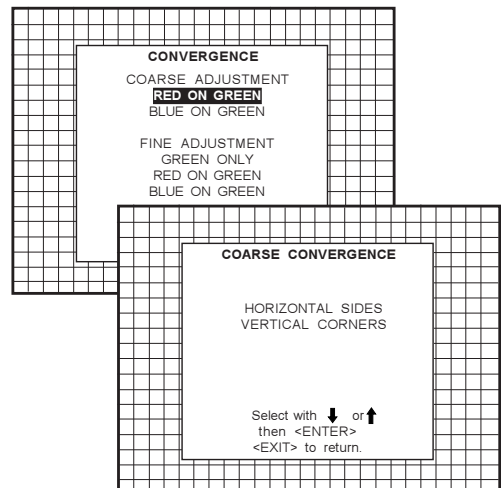 CONVERGENCE
COARSE ADJUSTMENT
RED ON GREEN
BLUE ON GREEN
FINE ADJUSTMENT
GREEN ONLY
RED ON GREEN
BLUE ON GREEN
COARSE CONVERGENCE
HORIZONTAL SIDES
VERTICAL CORNERS
Select with ↓ or ↑
then <ENTER>
<EXIT> to return.